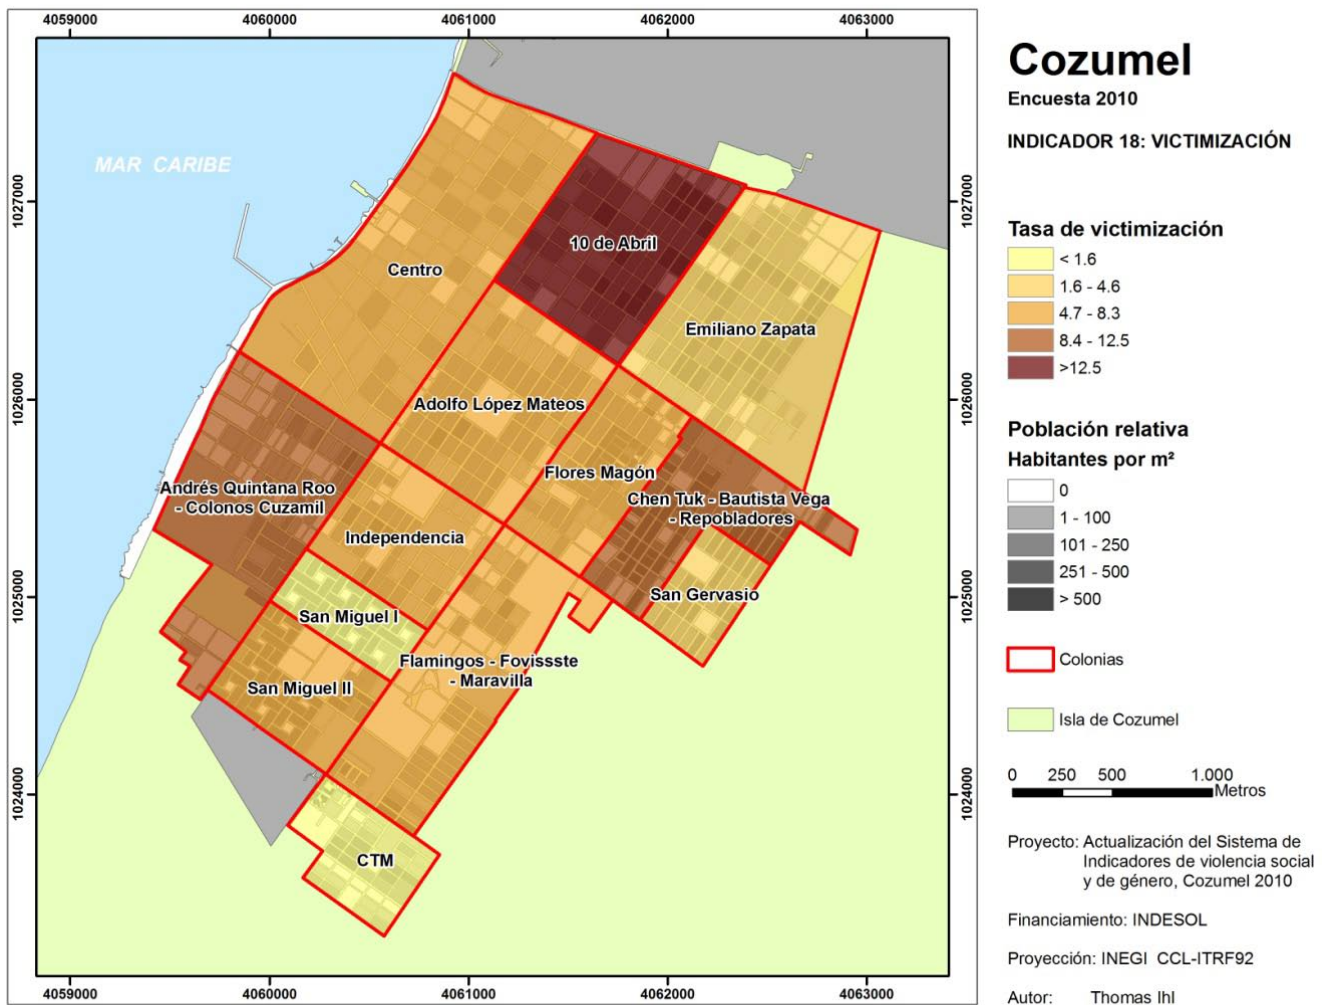 4059000
4060000
4061000
4062000
4063000
1027000
1027000
1026000
1026000
1025000
1025000
1024000
1024000
MAR CARIBE
10 de Abril
Centro
Emiliano Zapata
Adolfo López Mateos
Flores Magón
Andrés Quintana Roo
- Colonos Cuzamil
Chen Tuk - Bautista Vega
- Repobladores
Independencia
San Gervasio
San Miguel I
Flamingos - Fovissste
- Maravilla
San Miguel II
CTM
4059000
4060000
4061000
4062000
4063000
Cozumel
Encuesta 2010
INDICADOR 18: VICTIMIZACIÓN
Tasa de victimización
< 1.6
1.6 - 4.6
4.7 - 8.3
8.4 - 12.5
>12.5
Población relativa
Habitantes por m²
0
1 - 100
101 - 250
251 - 500
> 500
Colonias
Isla de Cozumel
0 250 500 1.000
Metros
Proyecto: Actualización del Sistema de
Indicadores de violencia social
y de género, Cozumel 2010
Financiamiento: INDESOL
Proyección: INEGI CCL-ITRF92
Autor: Thomas Ihl